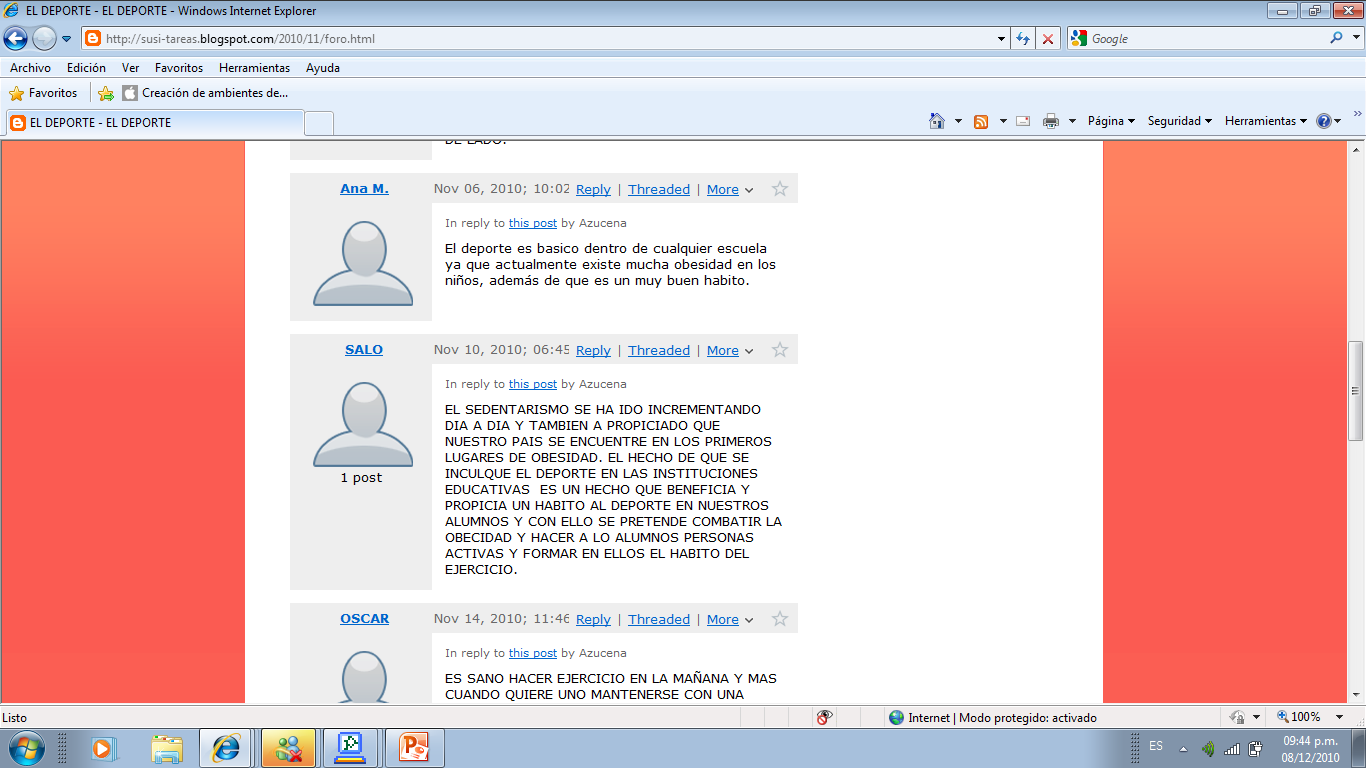 EL DEPORTE - EL DEPORTE - Windows Internet Explorer
http://susi-tareas.blogspot.com/2010/11/foro.html
Google
Archivo Edición Ver Favoritos Herramientas Ayuda
Favoritos Creación de ambientes de...
EL DEPORTE - EL DEPORTE
Página Seguridad Herramientas »
DE LADO.
Ana M. Nov 06, 2010; 10:02 Reply | Threaded | More
In reply to this post by Azucena
El deporte es basico dentro de cualquier escuela
ya que actualmente existe mucha obesidad en los
niños, además de que es un muy buen habito.
SALO Nov 10, 2010; 06:45 Reply | Threaded | More
1 post
In reply to this post by Azucena
EL SEDENTARISMO SE HA IDO INCREMENTANDO
DIA A DIA Y TAMBIEN A PROPICIADO QUE
NUESTRO PAIS SE ENCUENTRE EN LOS PRIMEROS
LUGARES DE OBESIDAD. EL HECHO DE QUE SE
INCULQUE EL DEPORTE EN LAS INSTITUCIONES
EDUCATIVAS  ES UN HECHO QUE BENEFICIA Y
PROPICIA UN HABITO AL DEPORTE EN NUESTROS
ALUMNOS Y CON ELLO SE PRETENDE COMBATIR LA
OBECIDAD Y HACER A LO ALUMNOS PERSONAS
ACTIVAS Y FORMAR EN ELLOS EL HABITO DEL
EJERCICIO.
OSCAR Nov 14, 2010; 11:46 Reply | Threaded | More
In reply to this post by Azucena
ES SANO HACER EJERCICIO EN LA MAÑANA Y MAS
CUANDO QUIERE UNO MANTENERSE CON UNA
Listo Internet | Modo protegido: activado 100%
ES 09:44 p.m.
08/12/2010